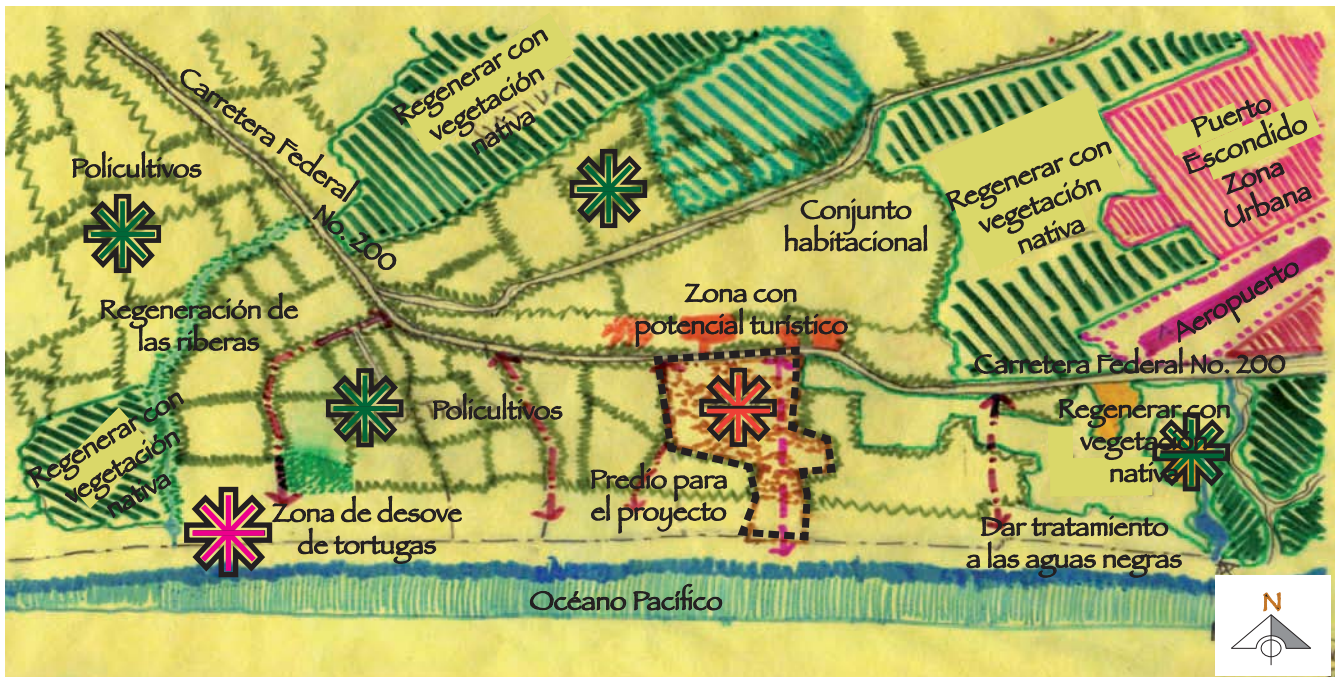 Regenerar con
vegetación
nativa
Carretera Federal
No. 200
Policultivos
Puerto
Escondido
Zona
Urbana
Regenerar con
vegetación
nativa
Conjunto
habitacional
Aeropuerto
Zona con
potencial turístico
Regeneración de
las riberas
Carretera Federal No. 200
Policultivos
Regenerar con
vegetación
nativa
Regenerar con
vegetación
nativa
Predio para
el proyecto
Zona de desove
de tortugas
Dar tratamiento
a las aguas negras
Océano Pacífico
N